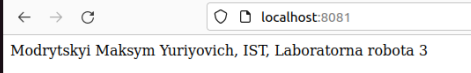 localhost:8081
Modrytskyi Maksym Yuriyovich, IST, Laboratorna robota 3